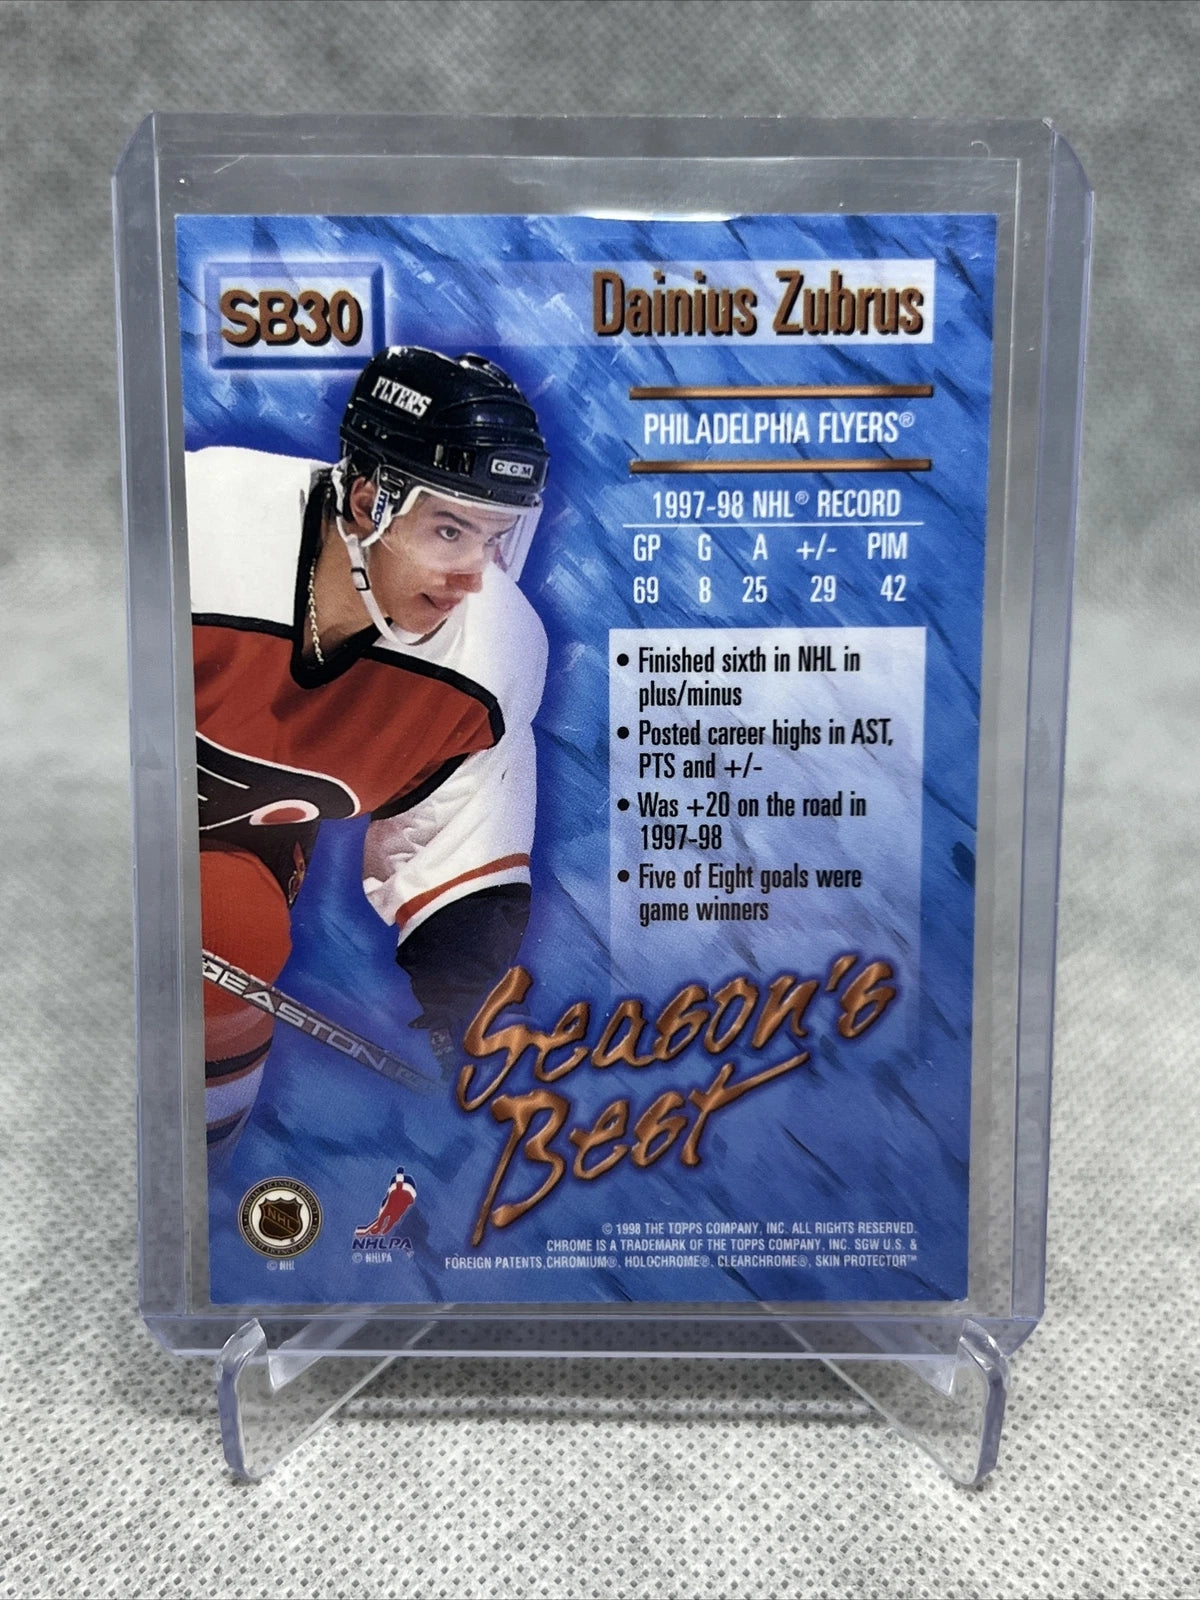 SB30
Dainius Zubrus
FLYERS
CCM
PHILADELPHIA FLYERS®
1997-98 NHL® RECORD
GP G A +/- PIM
69 8 25 29 42
• Finished sixth in NHL in
plus/minus
• Posted career highs in AST,
PTS and +/-
• Was +20 on the road in
1997-98
• Five of Eight goals were
game winners
EASTON
Season's
Best
NHL
© NHL
NHLPA
© NHLPA
© 1998 THE TOPPS COMPANY, INC. ALL RIGHTS RESERVED.
CHROME IS A TRADEMARK OF THE TOPPS COMPANY, INC. SGW U.S. &
FOREIGN PATENTS, CHROMIUM®, HOLOCHROME®, CLEARCHROME®, SKIN PROTECTOR™